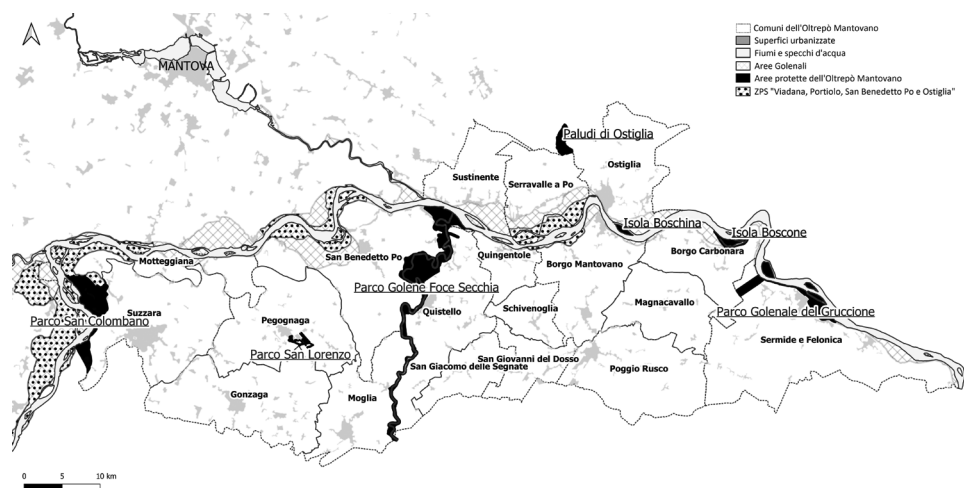 MANTOVA
Comuni dell'Oltrepò Mantovano
Superfici urbanizzate
Fiumi e specchi d'acqua
Aree Golenali
Aree protette dell'Oltrepò Mantovano
ZPS "Viadana, Portiolo, San Benedetto Po e Ostiglia"
Paludi di Ostiglia
Ostiglia
Sustinente
Serravalle a Po
Isola Boschina
Isola Boscone
Motteggiana
San Benedetto Po
Quingentole
Borgo Mantovano
Borgo Carbonara
Parco Golene Foce Secchia
Parco San Colombano
Suzzara
Pegognaga
Quistello
Schivenoglia
Magnacavallo
Parco Golenale del Gruccione
Sermide e Felonica
Parco San Lorenzo
San Giovanni del Dosso
San Giacomo delle Segnate
Poggio Rusco
Gonzaga
Moglia
0 5 10 km